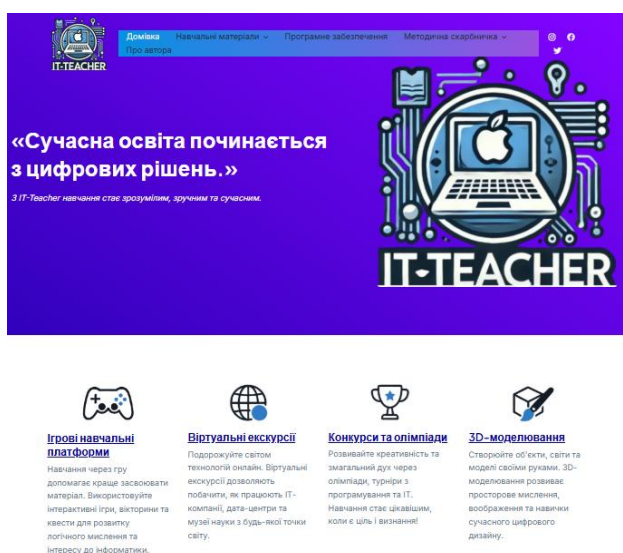 IT-TEACHER
Домівка Навчальні матеріали Програмне забезпечення Методична скарбничка
Про автора
«Сучасна освіта починається
з цифрових рішень.»
З IT-Teacher навчання стає зрозумілим, зручним та сучасним.
IT-TEACHER
Ігрові навчальні
платформи
Навчання через гру
допомагає краще засвоювати
матеріал. Використовуйте
інтерактивні ігри, вікторини та
квести для розвитку
логічного мислення та
інтересу до інформатики.
Віртуальні екскурсії
Подорожуйте світом
технологій онлайн. Віртуальні
екскурсії дозволяють
побачити, як працюють ІТ-
компанії, дата-центри та
музеї науки з будь-якої точки
світу.
Конкурси та олімпіади
Розвивайте креативність та
змагальний дух через
олімпіади, турніри з
програмування та ІТ.
Навчання стає цікавішим,
коли є ціль і визнання!
3D-моделювання
Створюйте об'єкти, світи та
моделі своїми руками. 3D-
моделювання розвиває
просторове мислення,
воображення та навички
сучасного цифрового
дизайну.